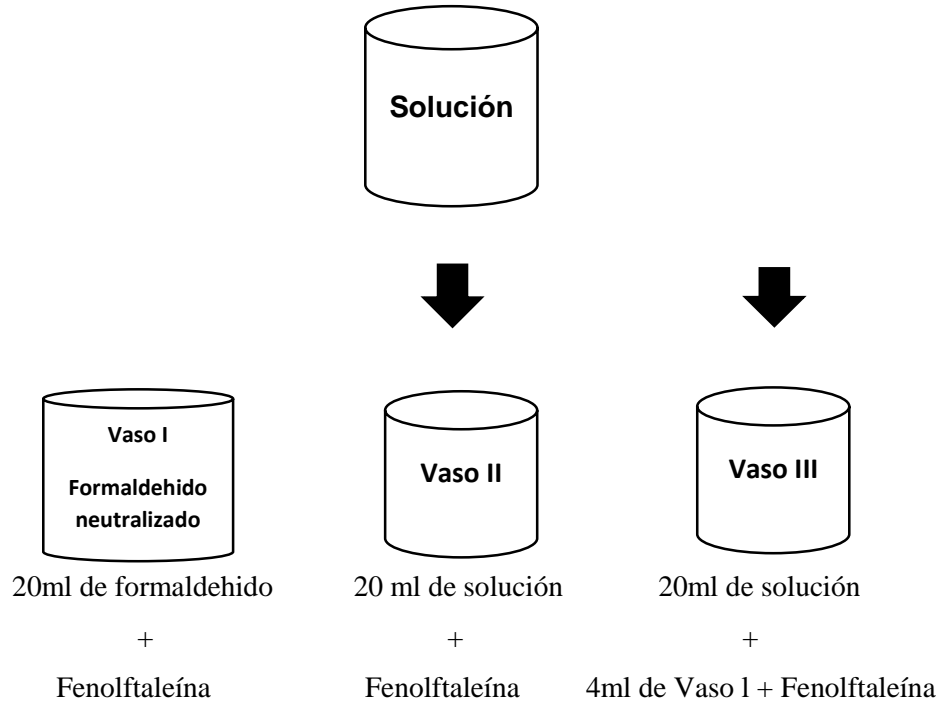 Solución
Vaso I
Formaldehido
neutralizado
Vaso II
Vaso III
20ml de formaldehido
+
Fenolftaleína
20 ml de solución
+
Fenolftaleína
20ml de solución
+
4ml de Vaso l + Fenolftaleína